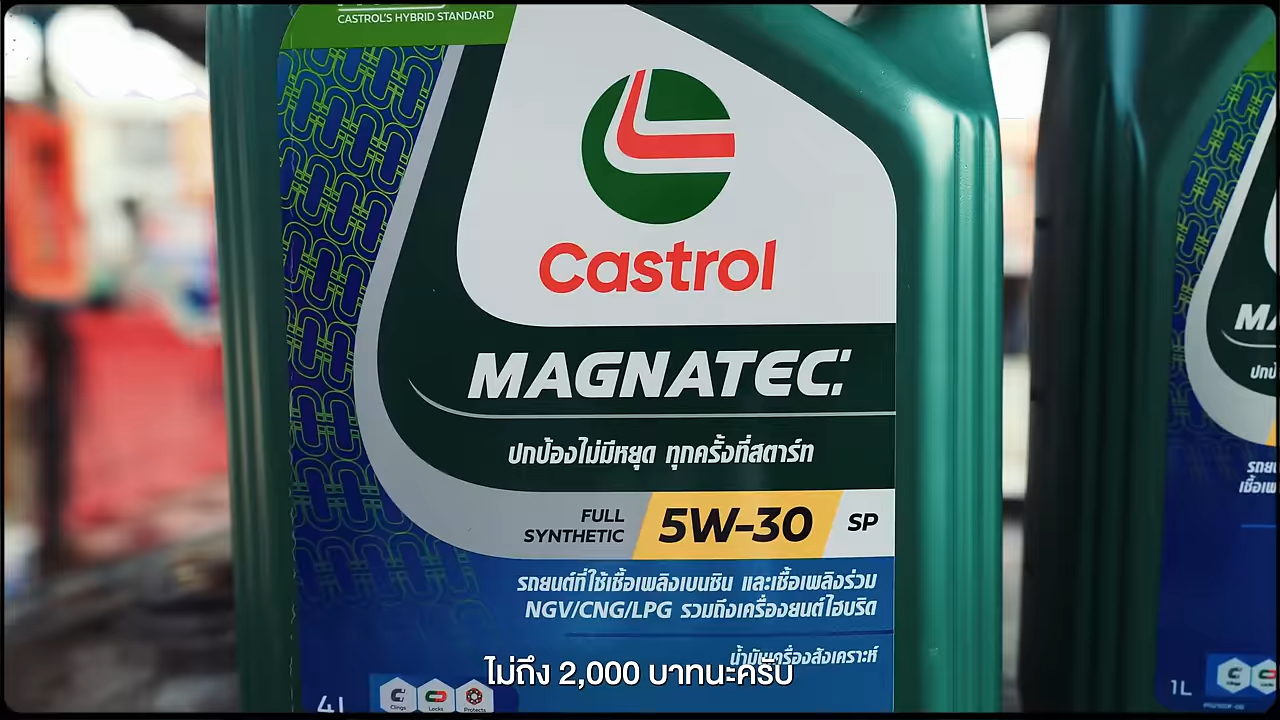 CASTROL'S HYBRID STANDARD
Castrol
MAGNATEC
ปกป้องไม่มีหยุด ทุกครั้งที่สตาร์ท
FULL
SYNTHETIC
5W-30
SP
รถยนต์ที่ใช้เชื้อเพลิงเบนซิน และเชื้อเพลิงร่วม
NGV/CNG/LPG รวมถึงเครื่องยนต์ไฮบริด
น้ำมันเครื่องสังเคราะห์
ไม่ถึง 2,000 บาทนะครับ
4L
Clings
Locks
Protects
1L